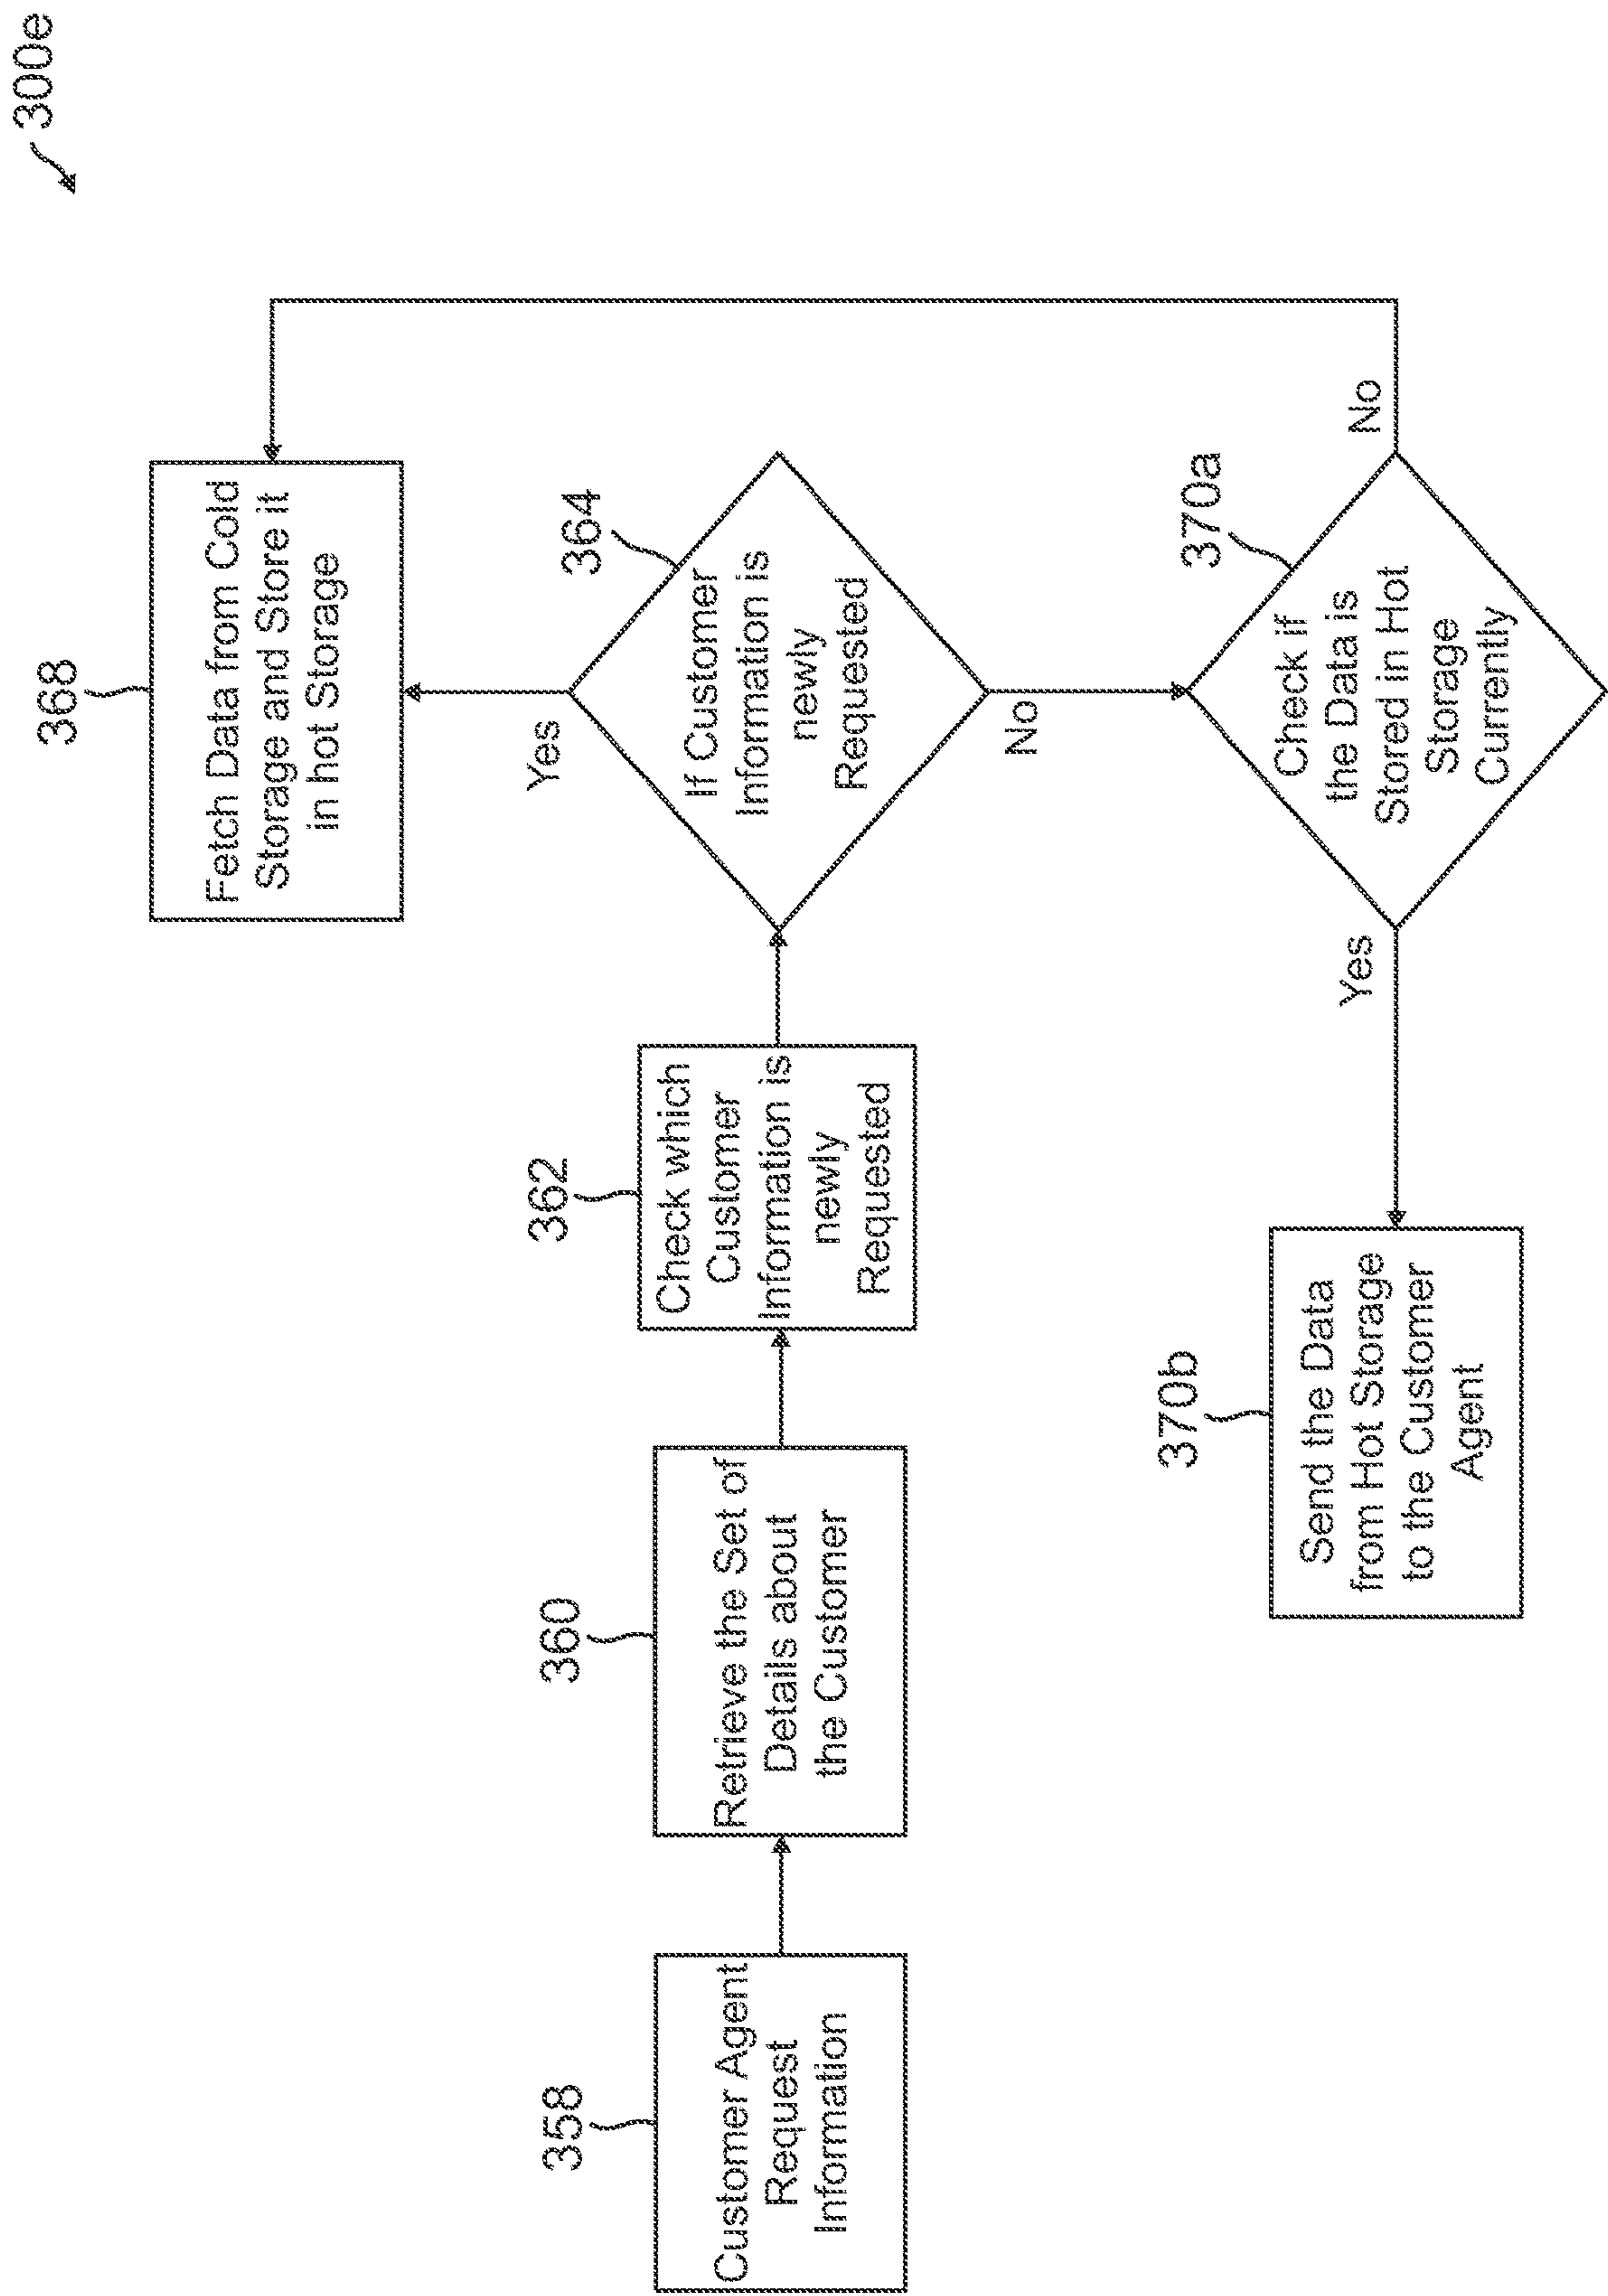 300e
368
Fetch Data from Cold
Storage and Store it
in hot Storage
358
Customer Agent
Request
Information
360
Retrieve the Set of
Details about
the Customer
362
Check which
Customer
Information is
newly
Requested
Yes
364
If Customer
Information is
newly
Requested
No
370b
Send the Data
from Hot Storage
to the Customer
Agent
Yes
370a
Check if
the Data is
Stored in Hot
Storage
Currently
No